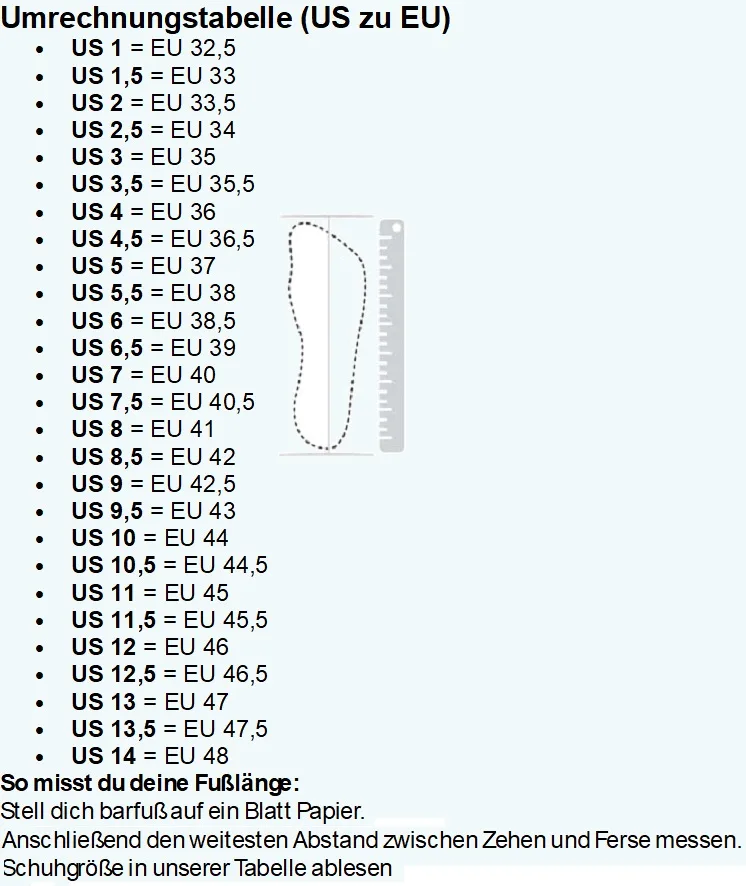 Umrechnungstabelle (US zu EU)
• US 1 = EU 32,5
• US 1,5 = EU 33
• US 2 = EU 33,5
• US 2,5 = EU 34
• US 3 = EU 35
• US 3,5 = EU 35,5
• US 4 = EU 36
• US 4,5 = EU 36,5
• US 5 = EU 37
• US 5,5 = EU 38
• US 6 = EU 38,5
• US 6,5 = EU 39
• US 7 = EU 40
• US 7,5 = EU 40,5
• US 8 = EU 41
• US 8,5 = EU 42
• US 9 = EU 42,5
• US 9,5 = EU 43
• US 10 = EU 44
• US 10,5 = EU 44,5
• US 11 = EU 45
• US 11,5 = EU 45,5
• US 12 = EU 46
• US 12,5 = EU 46,5
• US 13 = EU 47
• US 13,5 = EU 47,5
• US 14 = EU 48
So misst du deine Fußlänge:
Stell dich barfuß auf ein Blatt Papier.
Anschließend den weitesten Abstand zwischen Zehen und Ferse messen.
Schuhgröße in unserer Tabelle ablesen